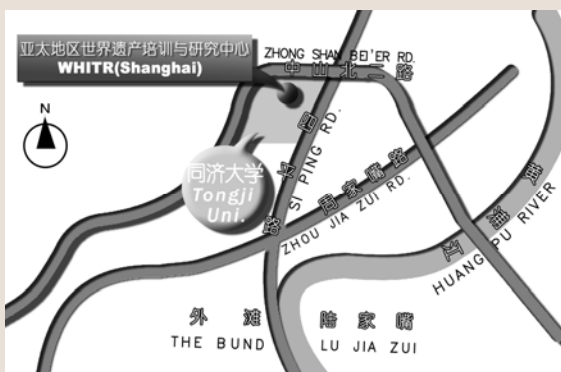 亚太地区世界遗产培训与研究中心
WHITR(Shanghai)
ZHONG SHAN BEI'ER RD.
中山北二路
N
四平路
SI PING RD.
同济大学
Tongji
Uni.
周家嘴路
ZHOU JIA ZUI RD.
黄浦江
HUANG PU RIVER
外滩
THE BUND
陆家嘴
LU JIA ZUI